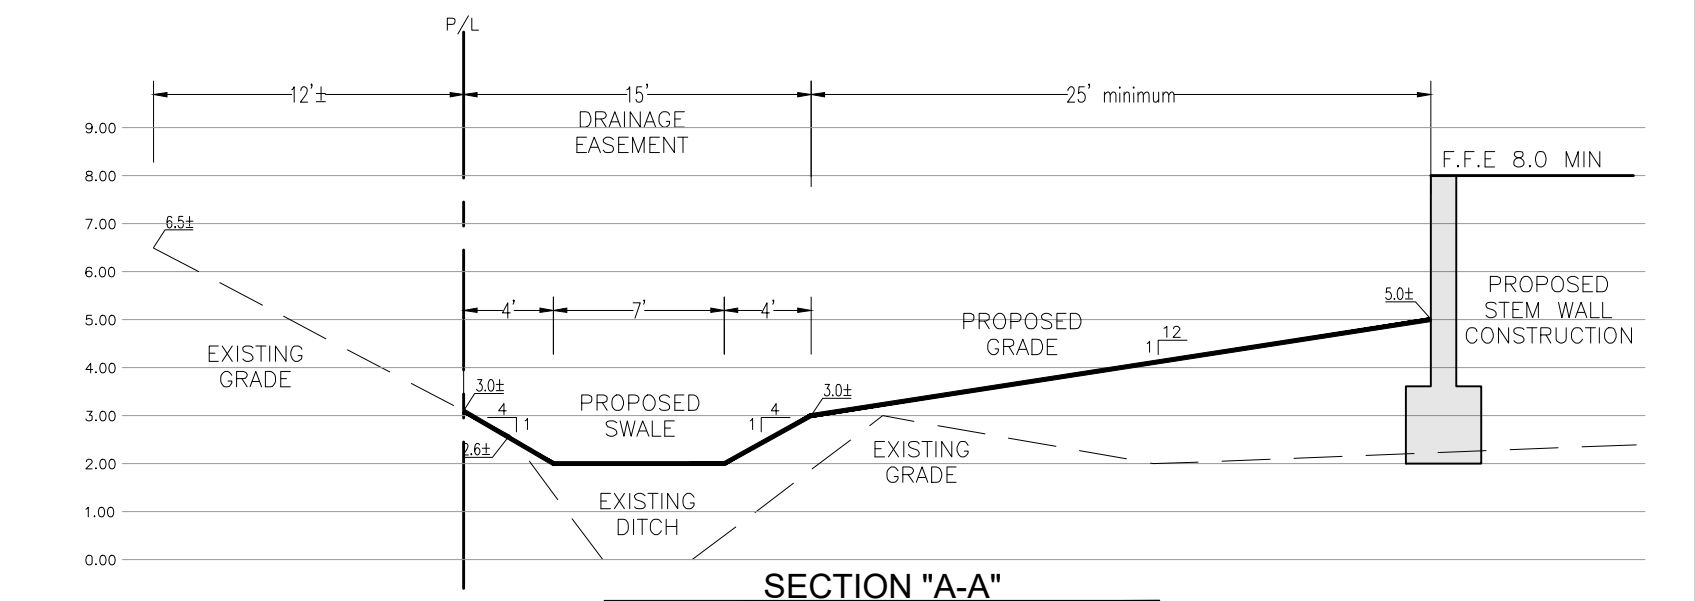 P/L
12'±
15'
25' minimum
DRAINAGE
EASEMENT
9.00
F.F.E 8.0 MIN
8.00
7.00
6.5±
6.00
5.00
4'
7'
4'
5.0±
PROPOSED
STEM WALL
CONSTRUCTION
PROPOSED
GRADE
12
1
EXISTING
GRADE
4.00
3.0±
3.0±
PROPOSED
SWALE
4
1
4
1
3.00
2.6±
EXISTING
GRADE
2.00
EXISTING
DITCH
1.00
0.00
SECTION "A-A"